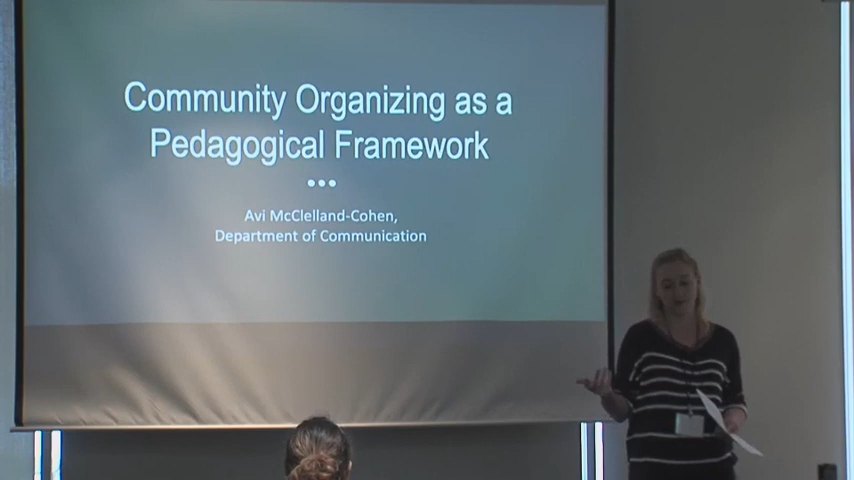 Community Organizing as a
Pedagogical Framework
Avi McClelland-Cohen,
Department of Communication